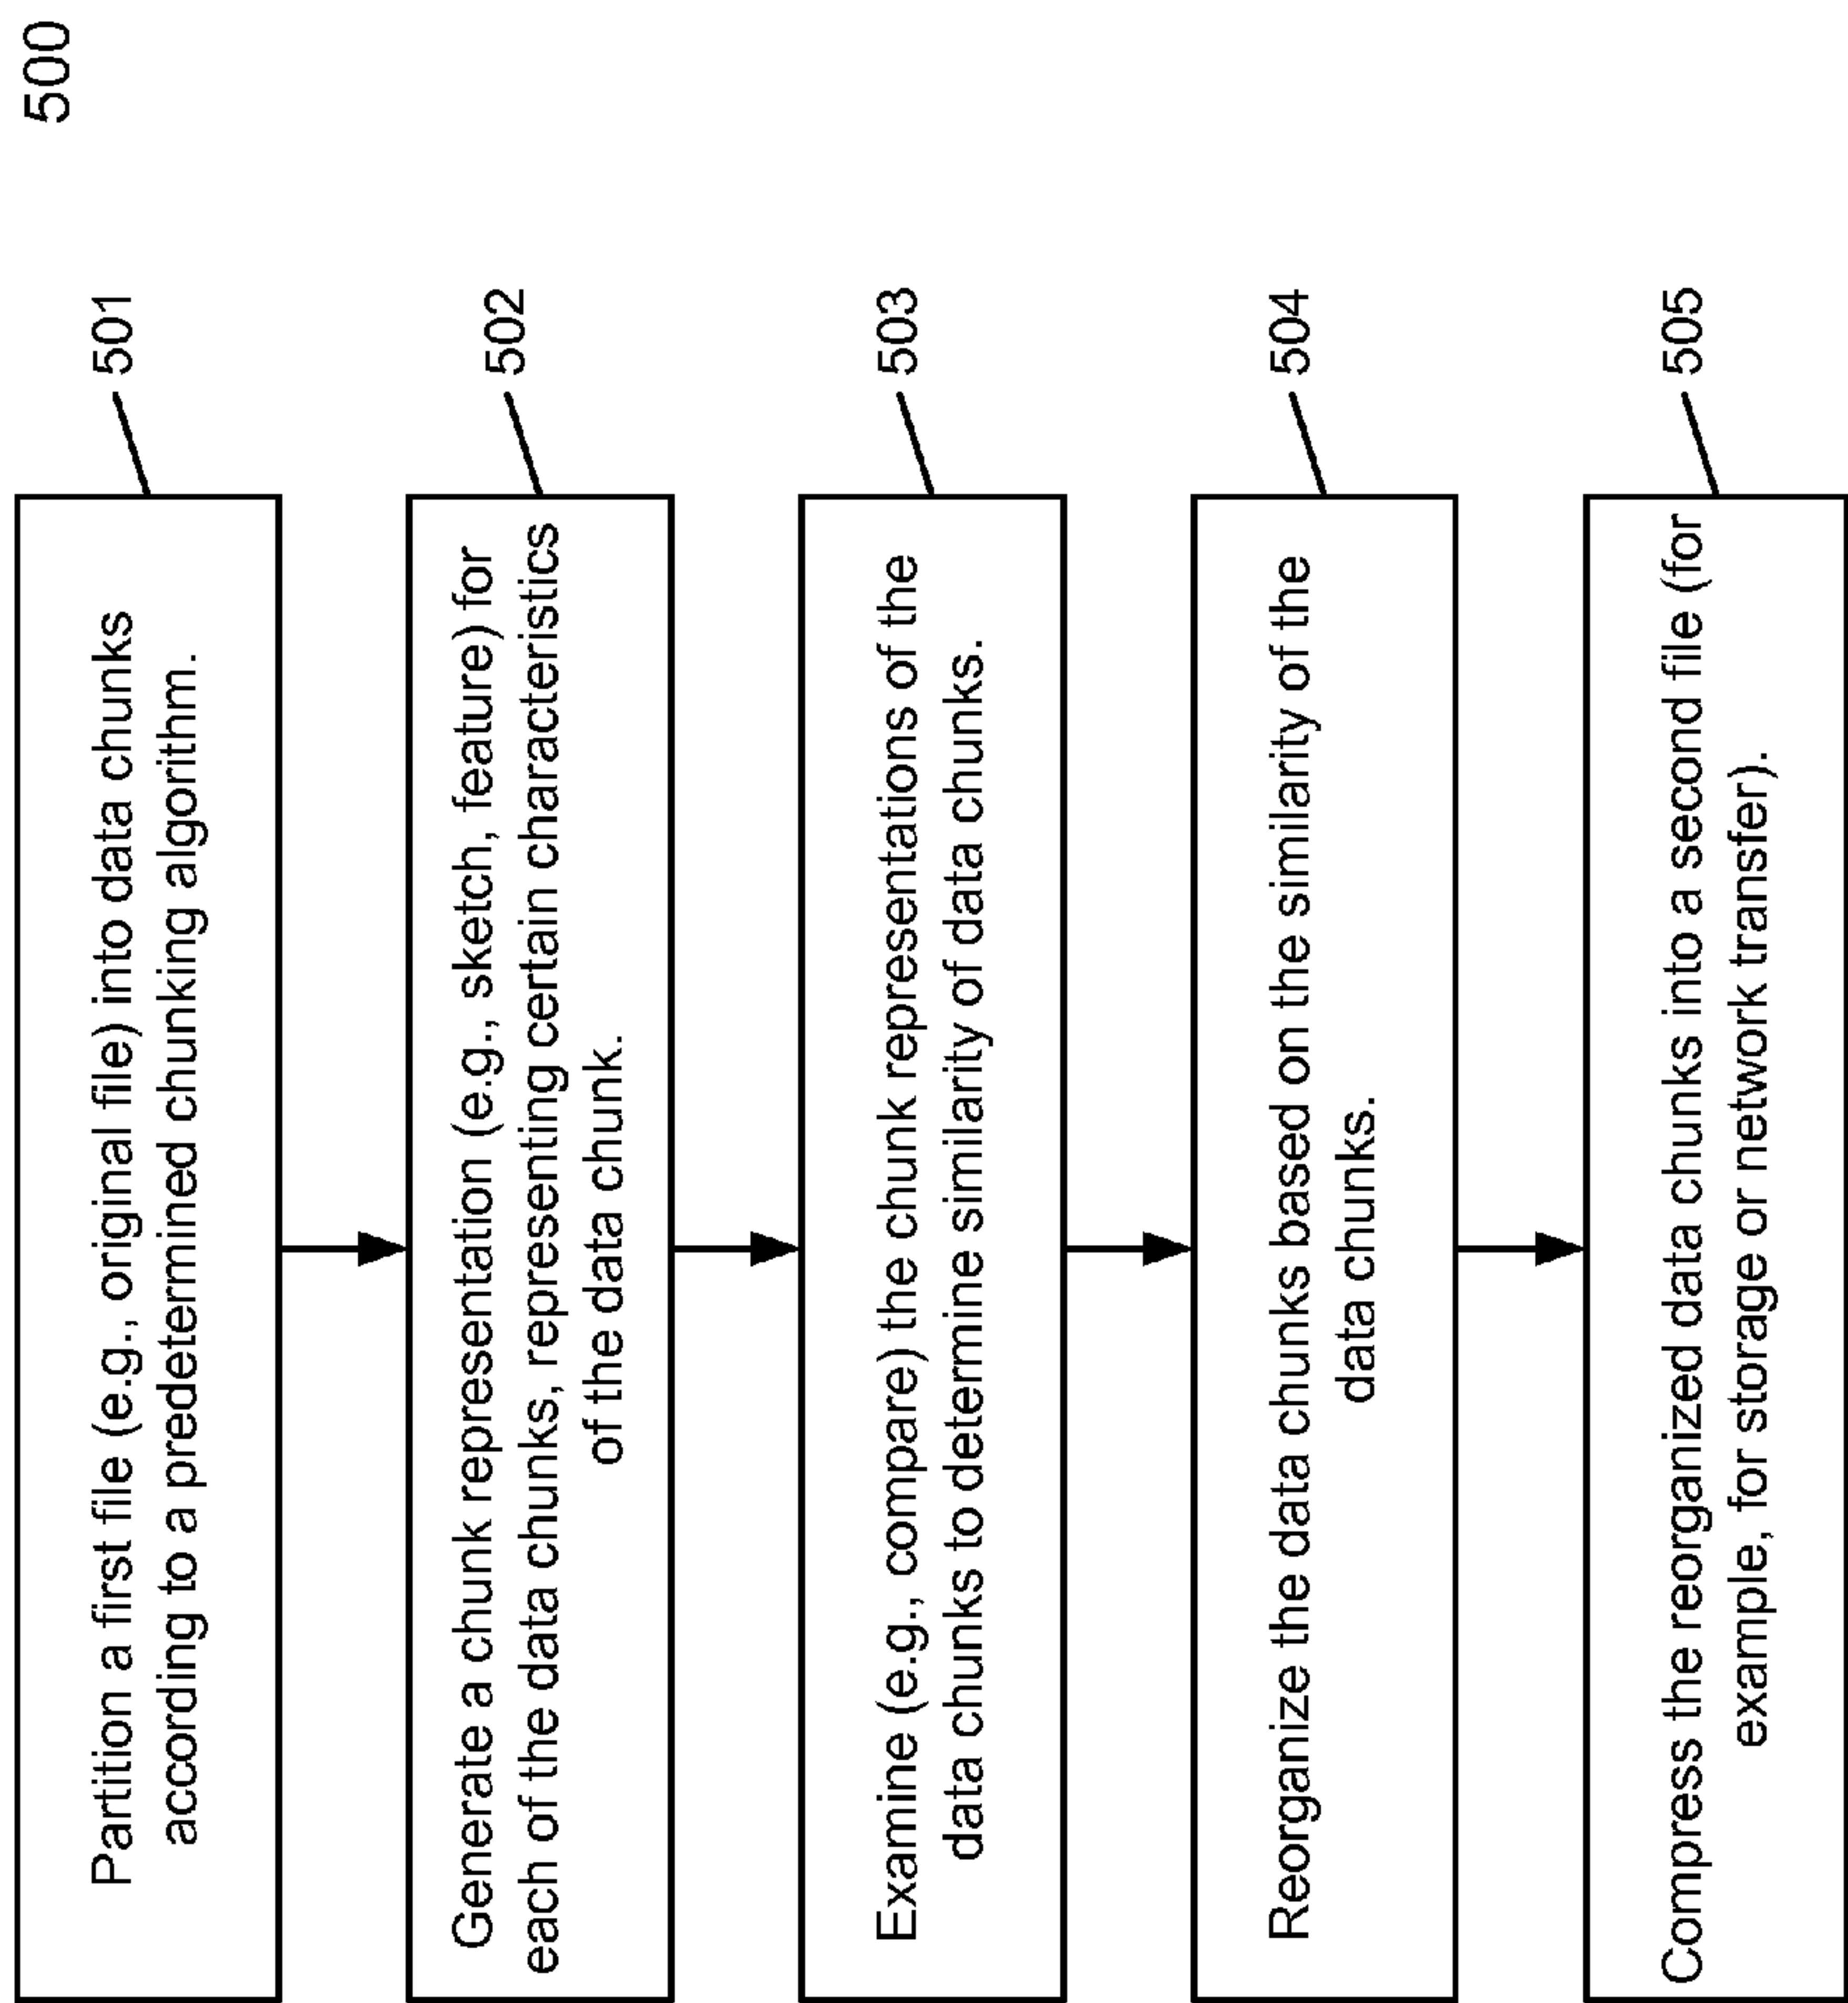 500
Partition a first file (e.g., original file) into data chunks
according to a predetermined chunking algorithm.
501
Generate a chunk representation (e.g., sketch, feature) for
each of the data chunks, representing certain characteristics
of the data chunk.
502
Examine (e.g., compare) the chunk representations of the
data chunks to determine similarity of data chunks.
503
Reorganize the data chunks based on the similarity of the
data chunks.
504
Compress the reorganized data chunks into a second file (for
example, for storage or network transfer).
505